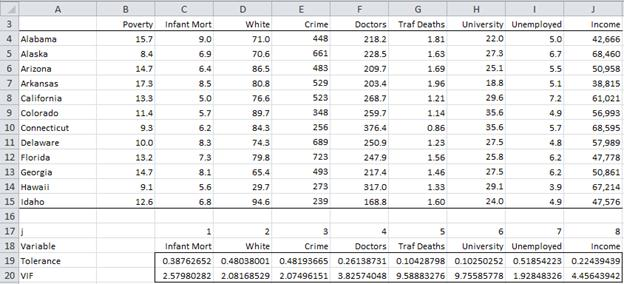 A B C D E F G H I J
3 Poverty Infant Mort White Crime Doctors Traf Deaths University Unemployed Income
4 Alabama 15.7 9.0 71.0 448 218.2 1.81 22.0 5.0 42,666
5 Alaska 8.4 6.9 70.6 661 228.5 1.63 27.3 6.7 68,460
6 Arizona 14.7 6.4 86.5 483 209.7 1.69 25.1 5.5 50,958
7 Arkansas 17.3 8.5 80.8 529 203.4 1.96 18.8 5.1 38,815
8 California 13.3 5.0 76.6 523 268.7 1.21 29.6 7.2 61,021
9 Colorado 11.4 5.7 89.7 348 259.7 1.14 35.6 4.9 56,993
10 Connecticut 9.3 6.2 84.3 256 376.4 0.86 35.6 5.7 68,595
11 Delaware 10.0 8.3 74.3 689 250.9 1.23 27.5 4.8 57,989
12 Florida 13.2 7.3 79.8 723 247.9 1.56 25.8 6.2 47,778
13 Georgia 14.7 8.1 65.4 493 217.4 1.46 27.5 6.2 50,861
14 Hawaii 9.1 5.6 29.7 273 317.0 1.33 29.1 3.9 67,214
15 Idaho 12.6 6.8 94.6 239 168.8 1.60 24.0 4.9 47,576
16
17 j 1 2 3 4 5 6 7 8
18 Variable Infant Mort White Crime Doctors Traf Deaths University Unemployed Income
19 Tolerance 0.38762652 0.48038001 0.48193665 0.26138731 0.10428798 0.10250252 0.51854223 0.22439439
20 VIF 2.57980282 2.08168529 2.07496151 3.82574048 9.58883276 9.75585778 1.92848326 4.45643942